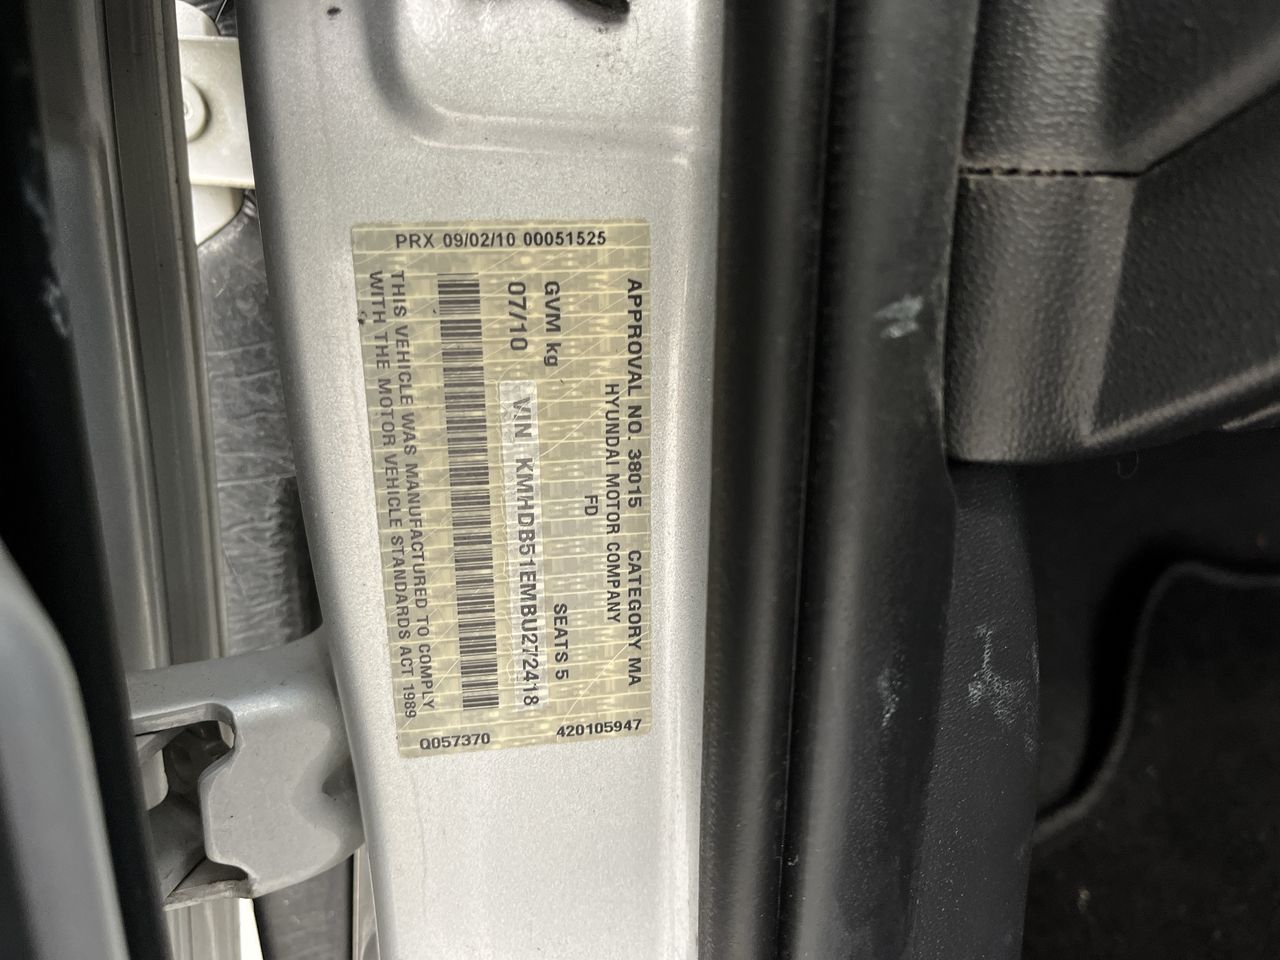 PRX 09/02/10 00051525
APPROVAL NO. 38015 CATEGORY MA
HYUNDAI MOTOR COMPANY
FD
GVM kg SEATS 5
07/10 VIN KMHDB51EMBU272418
THIS VEHICLE WAS MANUFACTURED TO COMPLY
WITH THE MOTOR VEHICLE STANDARDS ACT 1989
Q057370 420105947